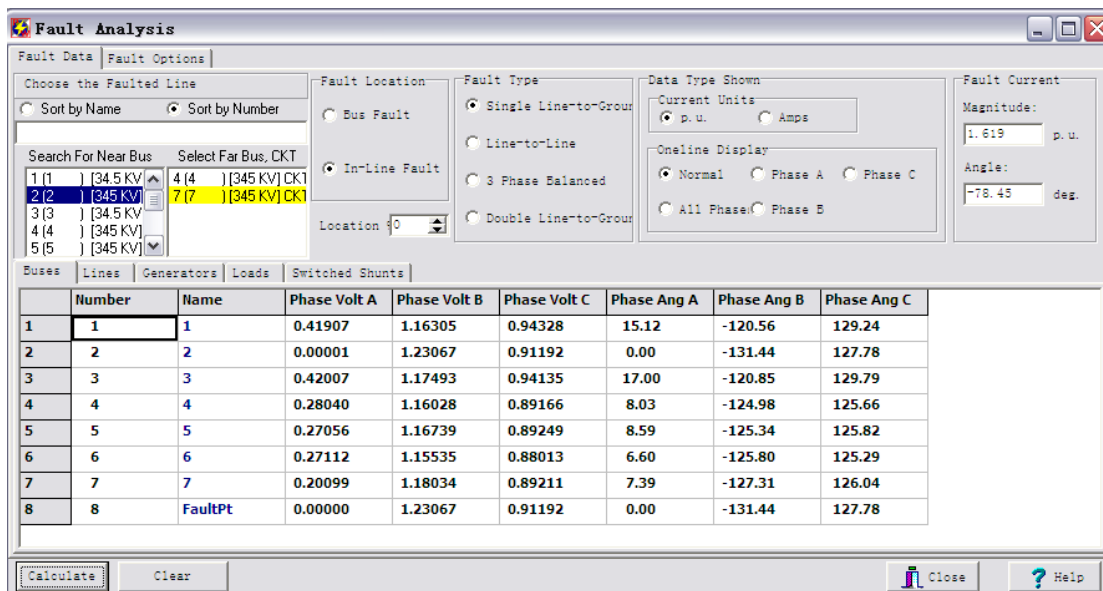 Fault Analysis
Fault Data Fault Options
Choose the Faulted Line
Sort by Name Sort by Number
Search For Near Bus Select Far Bus, CKT
1 (1 ) [34.5 KV
2 (2 ) [345 KV]
3 (3 ) [34.5 KV
4 (4 ) [345 KV]
5 (5 ) [345 KV]
4 (4 ) [345 KV] CKT
7 (7 ) [345 KV] CKT
Fault Location
Bus Fault
In-Line Fault
Location % 0
Fault Type
Single Line-to-Groun
Line-to-Line
3 Phase Balanced
Double Line-to-Groun
Data Type Shown
Current Units
p.u. Amps
Oneline Display
Normal Phase A Phase C
All Phase Phase B
Fault Current
Magnitude:
1.619 p.u.
Angle:
-78.45 deg.
Buses Lines Generators Loads Switched Shunts
Number Name Phase Volt A Phase Volt B Phase Volt C Phase Ang A Phase Ang B Phase Ang C
1 1 1 0.41907 1.16305 0.94328 15.12 -120.56 129.24
2 2 2 0.00001 1.23067 0.91192 0.00 -131.44 127.78
3 3 3 0.42007 1.17493 0.94135 17.00 -120.85 129.79
4 4 4 0.28040 1.16028 0.89166 8.03 -124.98 125.66
5 5 5 0.27056 1.16739 0.89249 8.59 -125.34 125.82
6 6 6 0.27112 1.15535 0.88013 6.60 -125.80 125.29
7 7 7 0.20099 1.18034 0.89211 7.39 -127.31 126.04
8 8 FaultPt 0.00000 1.23067 0.91192 0.00 -131.44 127.78
Calculate Clear Close Help